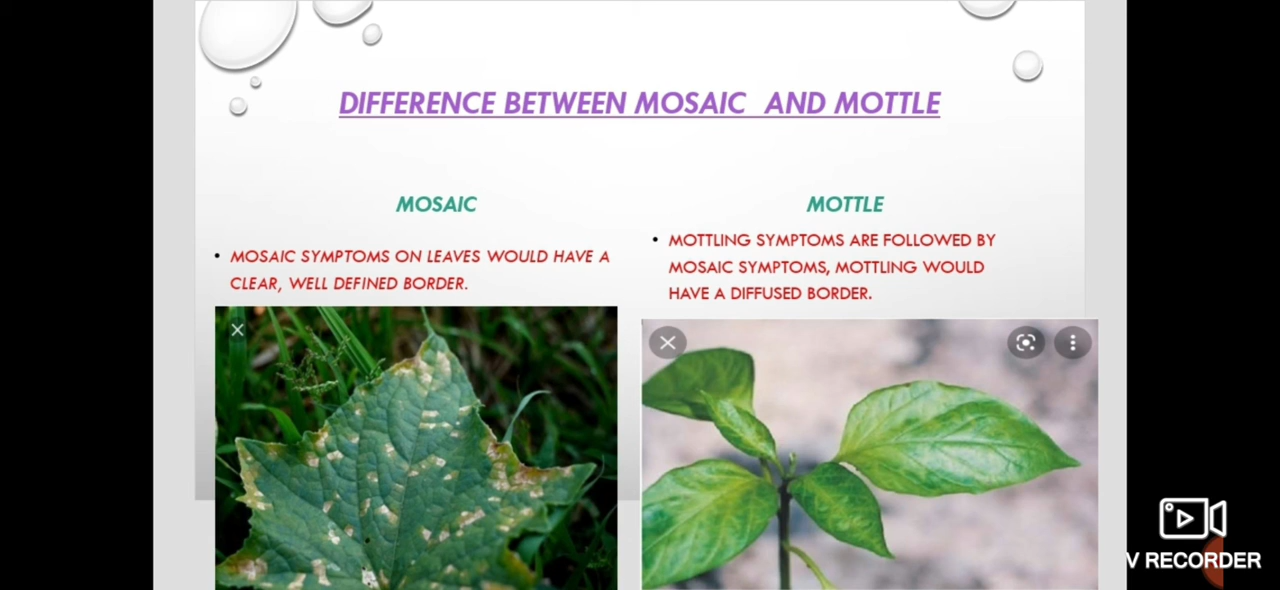 DIFFERENCE BETWEEN MOSAIC AND MOTTLE
MOSAIC
• MOSAIC SYMPTOMS ON LEAVES WOULD HAVE A
CLEAR, WELL DEFINED BORDER.
MOTTLE
• MOTTLING SYMPTOMS ARE FOLLOWED BY
MOSAIC SYMPTOMS, MOTTLING WOULD
HAVE A DIFFUSED BORDER.
V RECORDER